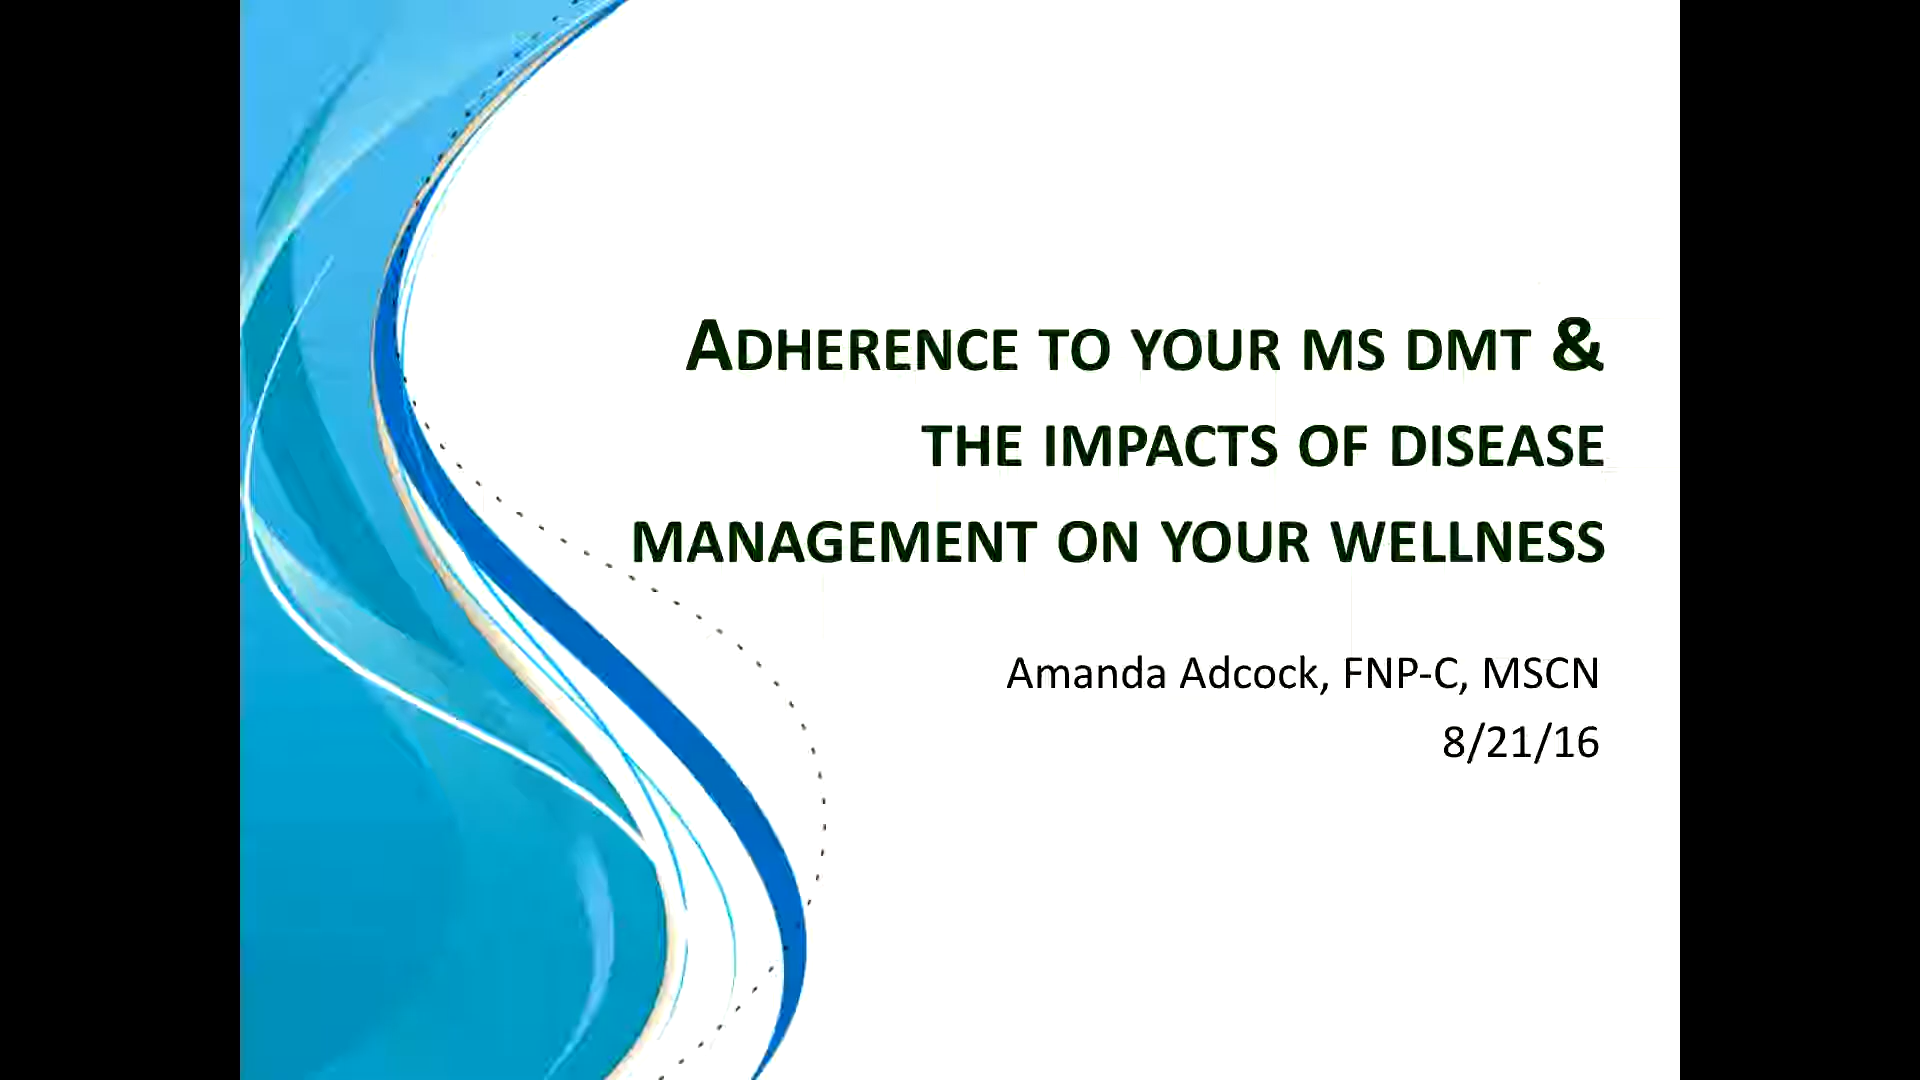 ADHERENCE TO YOUR MS DMT &
THE IMPACTS OF DISEASE
MANAGEMENT ON YOUR WELLNESS
Amanda Adcock, FNP-C, MSCN
8/21/16